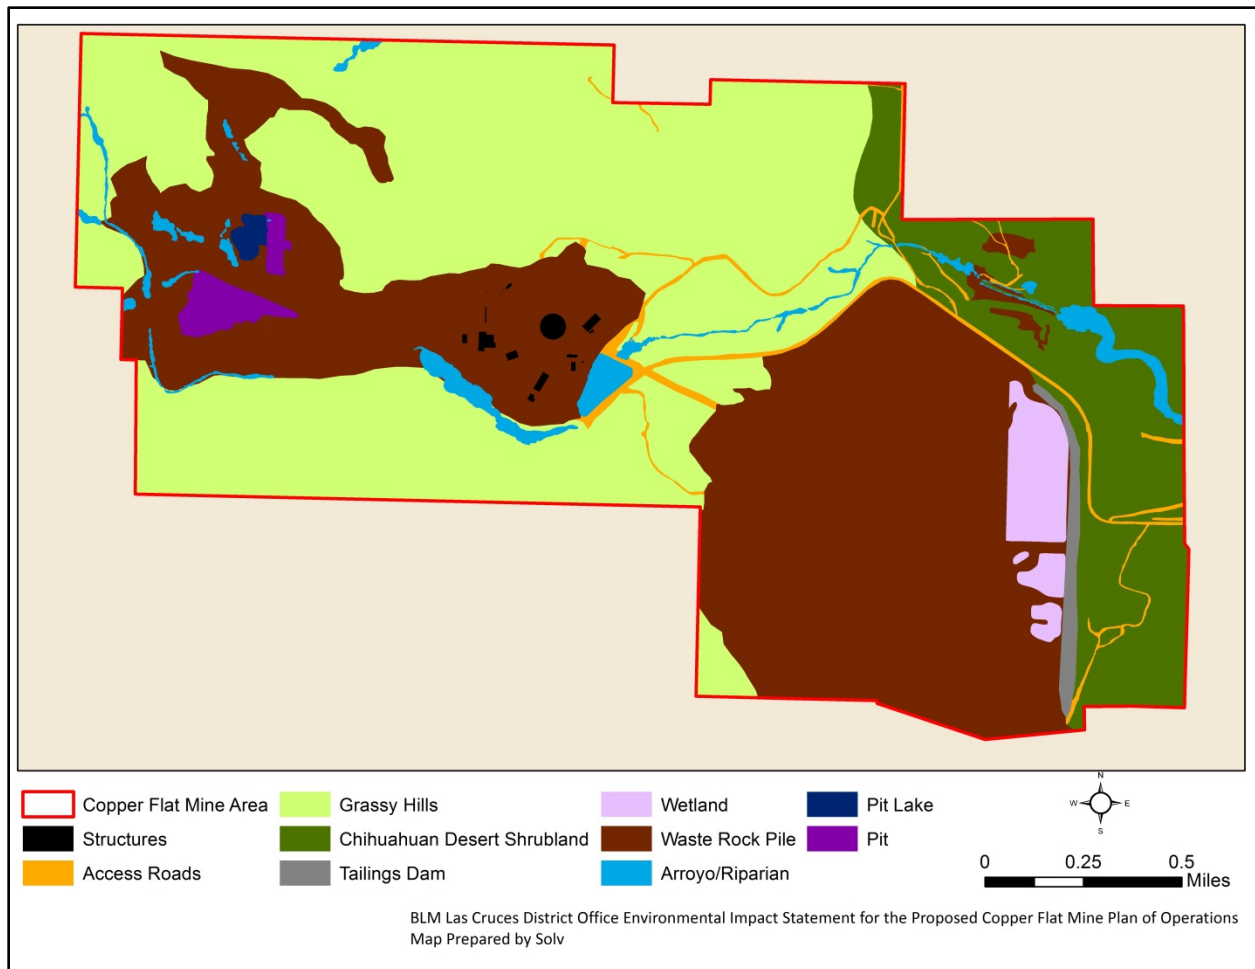 Copper Flat Mine Area
Structures
Access Roads
Grassy Hills
Chihuahuan Desert Shrubland
Tailings Dam
Wetland
Waste Rock Pile
Arroyo/Riparian
Pit Lake
Pit
N
W E
S
0 0.25 0.5
Miles
BLM Las Cruces District Office Environmental Impact Statement for the Proposed Copper Flat Mine Plan of Operations
Map Prepared by Solv